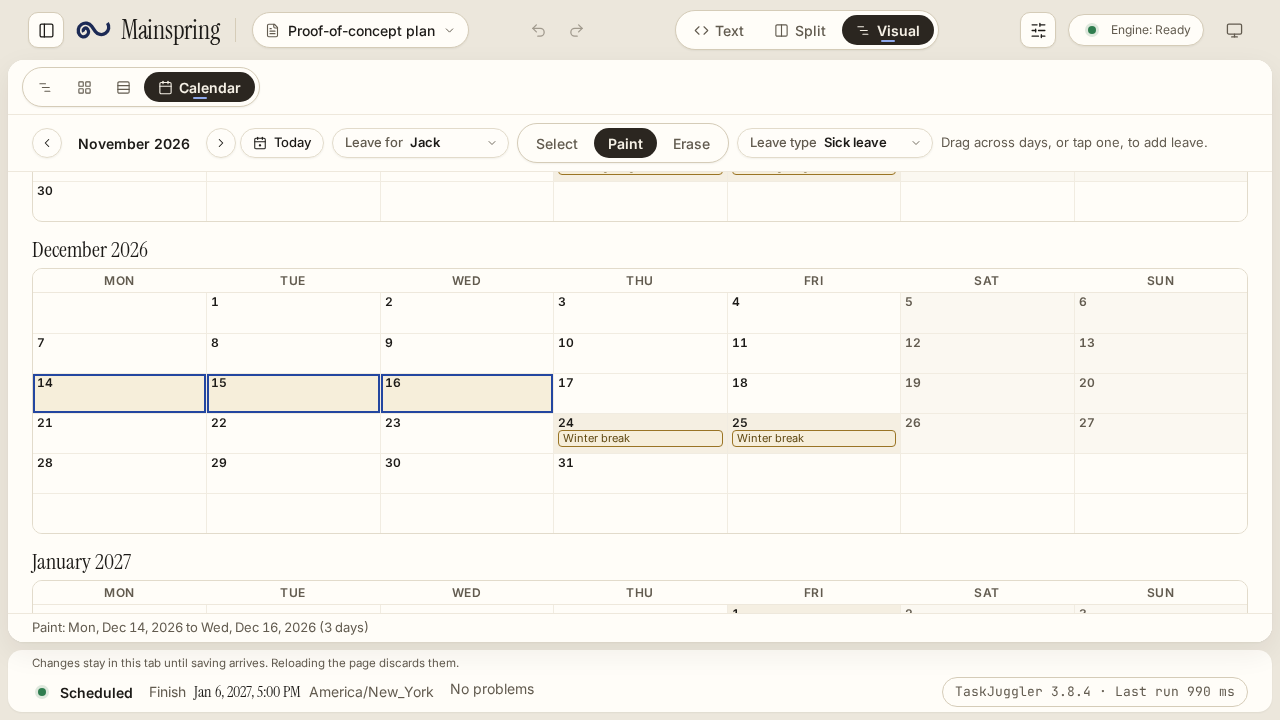 Mainspring
Proof-of-concept plan
Text
Split
Visual
Engine: Ready
Calendar
November 2026
Today
Leave for Jack
Select
Paint
Erase
Leave type Sick leave
Drag across days, or tap one, to add leave.
30
December 2026
MON TUE WED THU FRI SAT SUN
1 2 3 4 5 6
7 8 9 10 11 12 13
14 15 16 17 18 19 20
21 22 23 24 25 26 27
Winter break Winter break
28 29 30 31
January 2027
MON TUE WED THU FRI SAT SUN
1 2 3
Paint: Mon, Dec 14, 2026 to Wed, Dec 16, 2026 (3 days)
Changes stay in this tab until saving arrives. Reloading the page discards them.
Scheduled Finish Jan 6, 2027, 5:00 PM America/New_York No problems
TaskJuggler 3.8.4 · Last run 990 ms